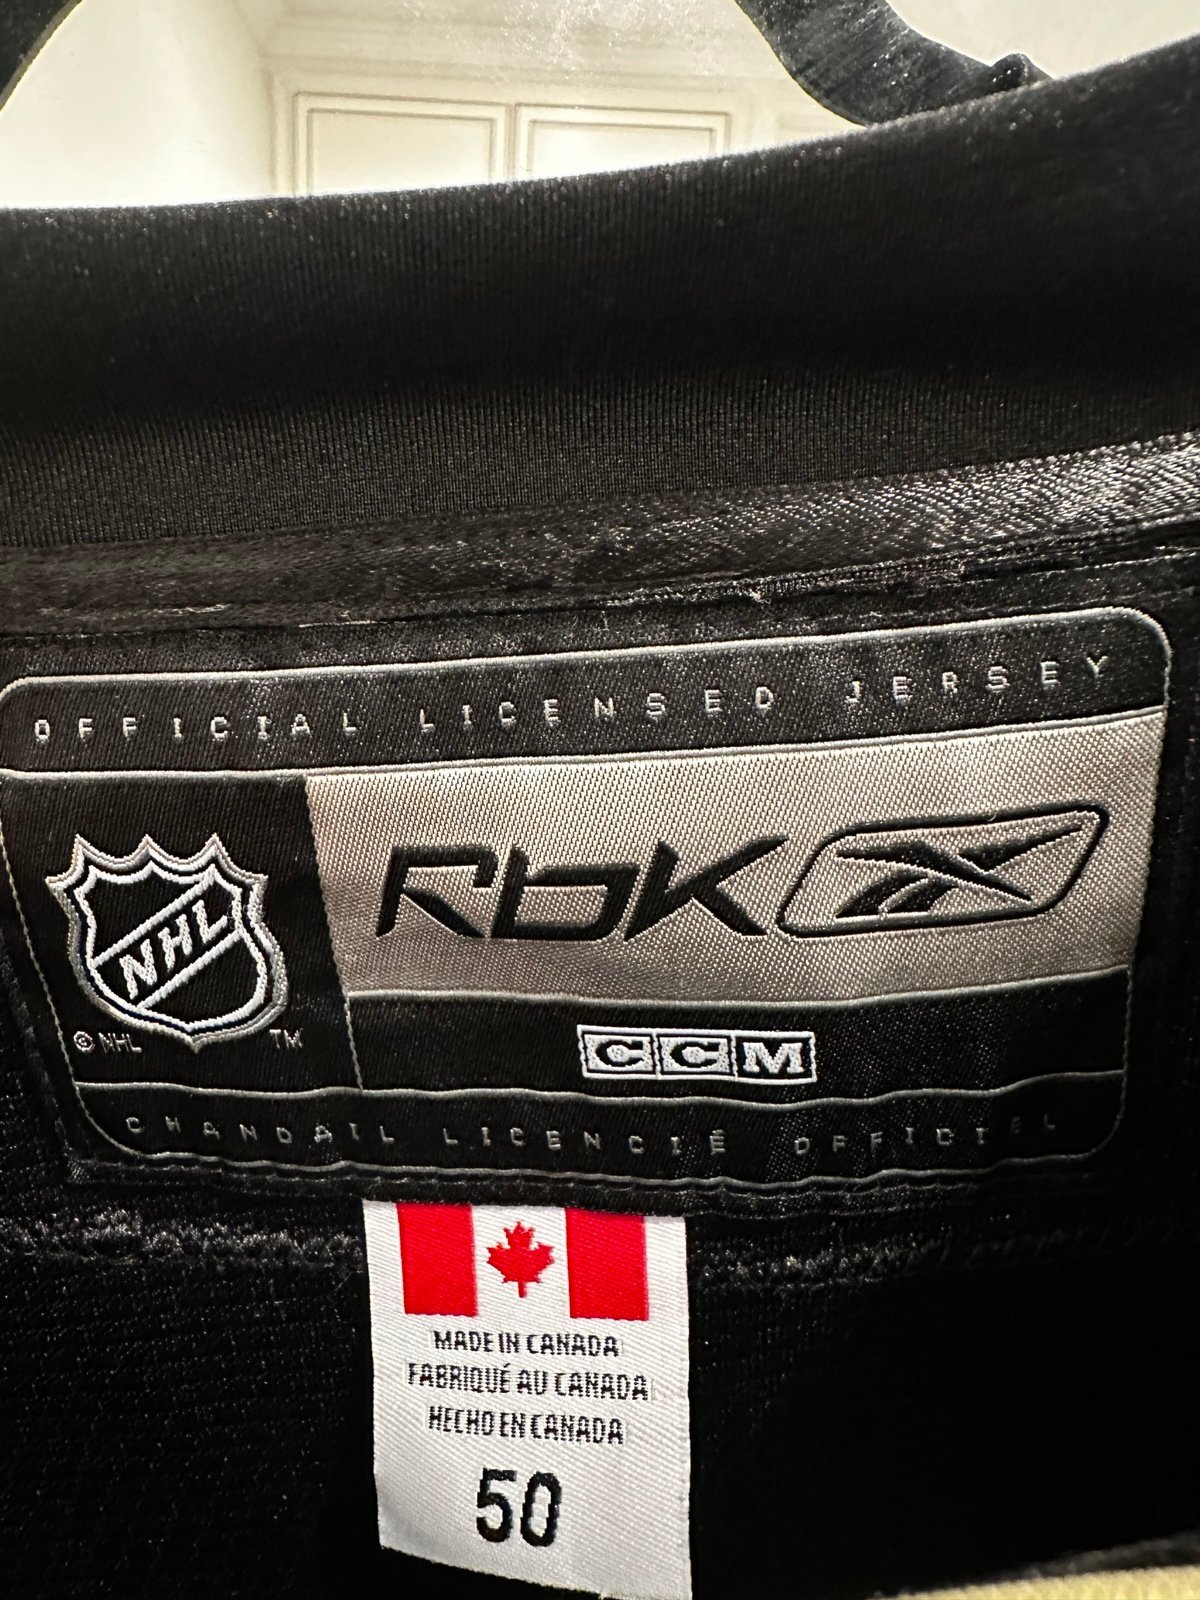 OFFICIAL LICENSED JERSEY
NHL
Rbk
© NHL
TM
CCM
CHANDAIL LICENCIÉ OFFICIEL
MADE IN CANADA
FABRIQUÉ AU CANADA
HECHO EN CANADA
50